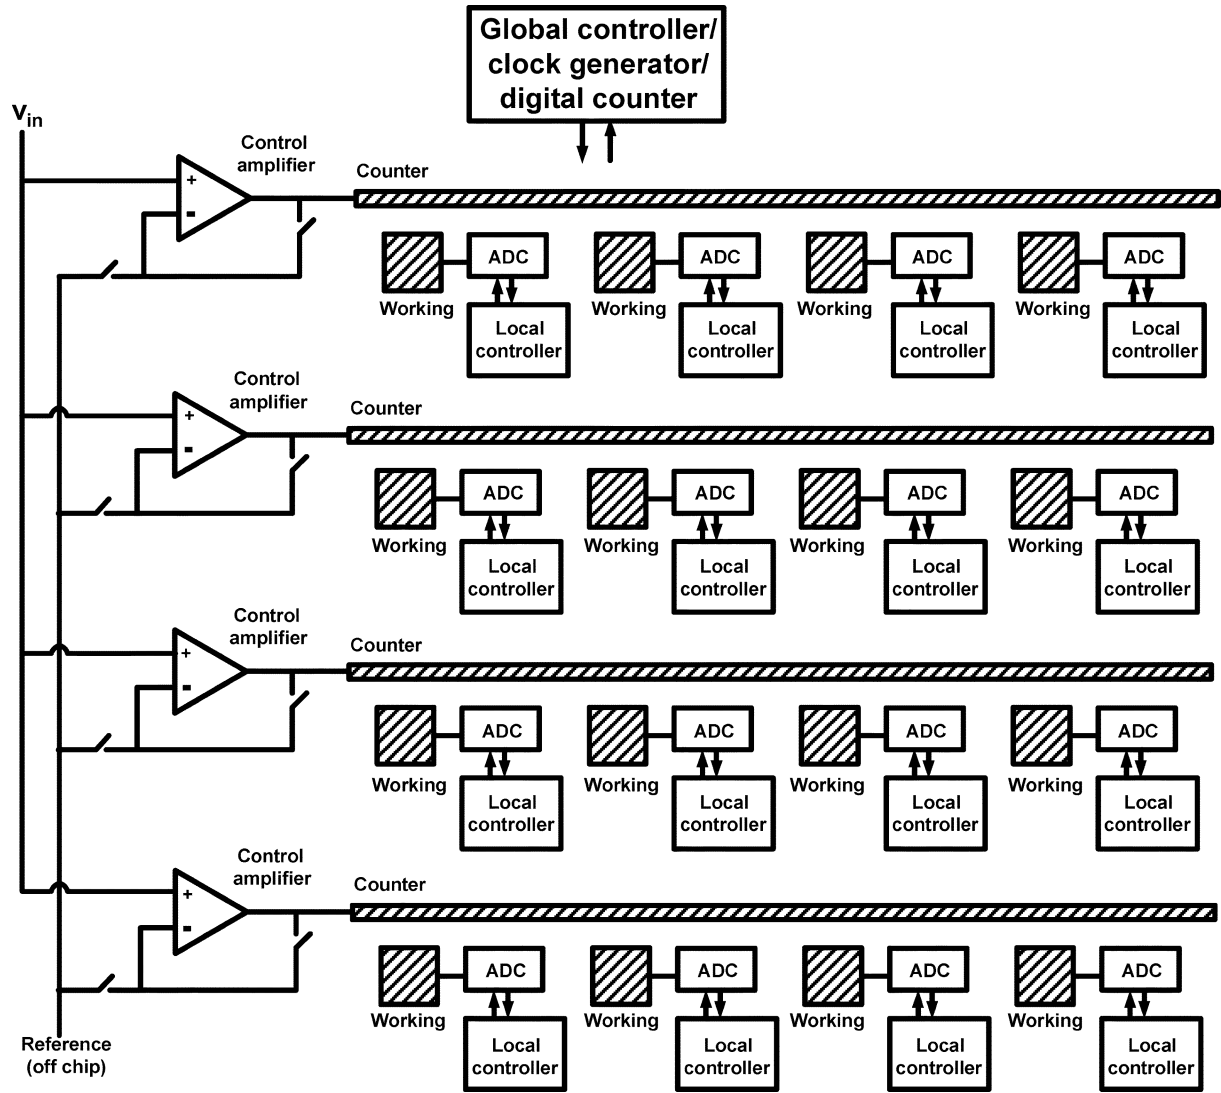 Global controller/
clock generator/
digital counter
Vin
Control
amplifier
Counter
+
-
ADC
ADC
ADC
ADC
Working
Working
Working
Working
Local
controller
Local
controller
Local
controller
Local
controller
Control
amplifier
Counter
+
-
ADC
ADC
ADC
ADC
Working
Working
Working
Working
Local
controller
Local
controller
Local
controller
Local
controller
Control
amplifier
Counter
+
-
ADC
ADC
ADC
ADC
Working
Working
Working
Working
Local
controller
Local
controller
Local
controller
Local
controller
Control
amplifier
Counter
+
-
ADC
ADC
ADC
ADC
Working
Working
Working
Working
Local
controller
Local
controller
Local
controller
Local
controller
Reference
(off chip)